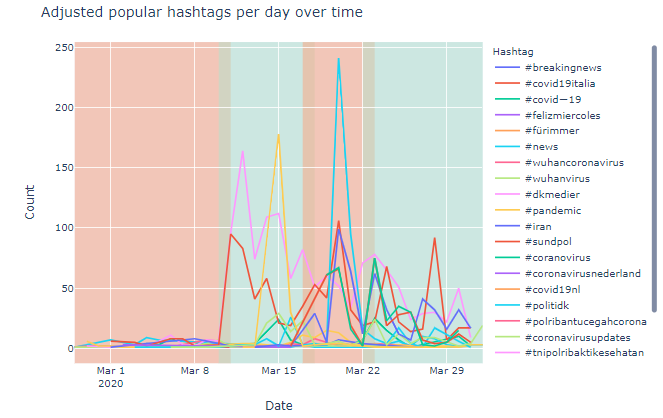 Adjusted popular hashtags per day over time
250
200
150
100
50
0
Count
Mar 1
2020
Mar 8
Mar 15
Mar 22
Mar 29
Date
Hashtag
#breakingnews
#covid19italia
#covid—19
#felizmiercoles
#fürimmer
#news
#wuhancoronavirus
#wuhanvirus
#dkmedier
#pandemic
#iran
#sundpol
#coranovirus
#coronavirusnederland
#covid19nl
#politidk
#polribantucegahcorona
#coronavirusupdates
#tnipolribaktikesehatan